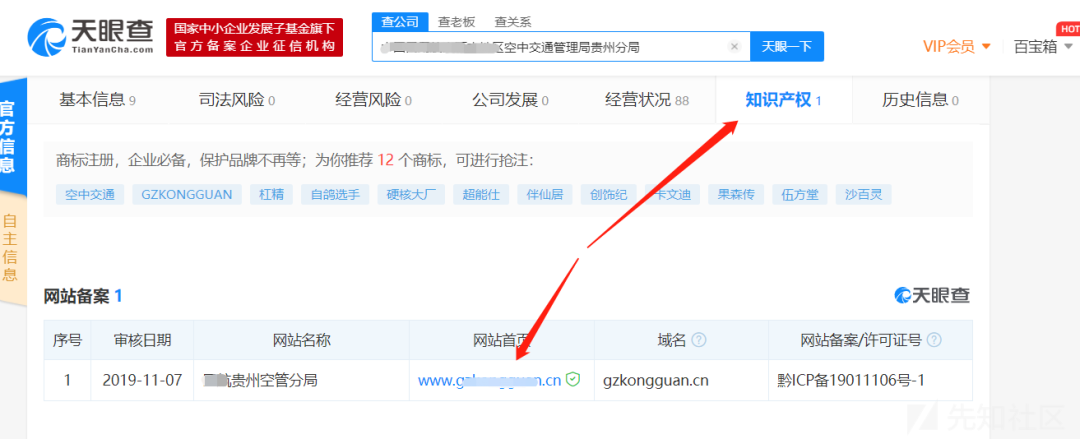 天眼查
TianYanCha.com
国家中小企业发展子基金旗下
官方备案企业征信机构
查公司 查老板 查关系
区空中交通管理局贵州分局 × 天眼一下
VIP会员 百宝箱 HOT
官方信息
自主信息
基本信息 9 司法风险 0 经营风险 0 公司发展 0 经营状况 88 知识产权 1 历史信息 0
商标注册，企业必备，保护品牌不再等；为你推荐 12 个商标，可进行抢注：
空中交通 GZKONGGUAN 杠精 自鸽选手 硬核大厂 超能仕 伴仙居 创饰纪 卡文迪 果森传 伍方堂 沙百灵
网站备案 1 天眼查
序号 审核日期 网站名称 网站首页 域名 ? 网站备案/许可证号 ?
1 2019-11-07 航贵州空管分局 www.gz an.cn gzkongguan.cn 黔ICP备19011106号-1
先知社区